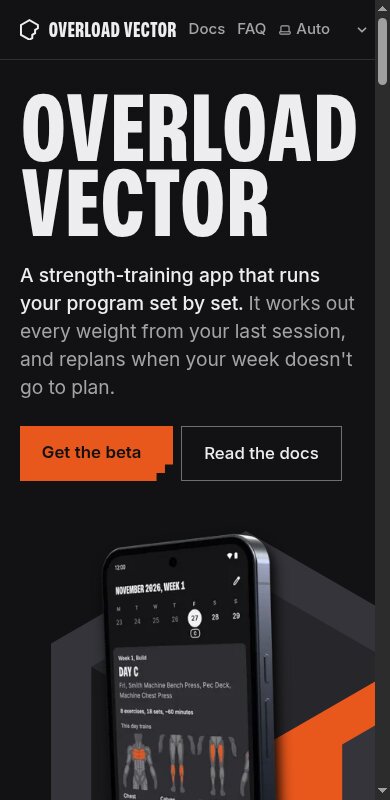 OVERLOAD VECTOR Docs FAQ Auto
OVERLOAD
VECTOR
A strength-training app that runs
your program set by set. It works out
every weight from your last session,
and replans when your week doesn't
go to plan.
Get the beta
Read the docs
12:00
NOVEMBER 2026, WEEK 1
M T W T F S S
23 24 25 26 27 28 29
C
Week 1, Build
DAY C
Fri, Smith Machine Bench Press, Pec Deck,
Machine Chest Press
8 exercises, 18 sets, ~60 minutes
This day trains
Chest